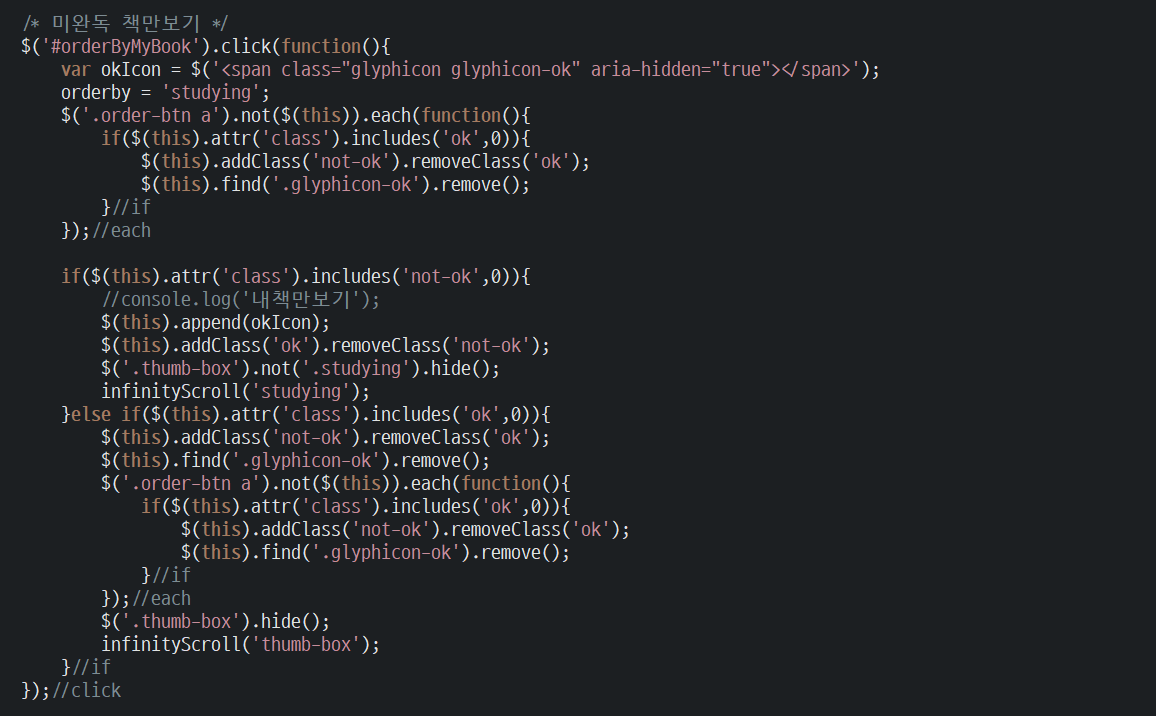 /* 미완독 책만보기 */
$('#orderByMyBook').click(function(){
    var okIcon = $('<span class="glyphicon glyphicon-ok" aria-hidden="true"></span>');
    orderby = 'studying';
    $('.order-btn a').not($(this)).each(function(){
        if($(this).attr('class').includes('ok',0)){
            $(this).addClass('not-ok').removeClass('ok');
            $(this).find('.glyphicon-ok').remove();
        }//if
    });//each

    if($(this).attr('class').includes('not-ok',0)){
        //console.log('내책만보기');
        $(this).append(okIcon);
        $(this).addClass('ok').removeClass('not-ok');
        $('.thumb-box').not('.studying').hide();
        infinityScroll('studying');
    }else if($(this).attr('class').includes('ok',0)){
        $(this).addClass('not-ok').removeClass('ok');
        $(this).find('.glyphicon-ok').remove();
        $('.order-btn a').not($(this)).each(function(){
            if($(this).attr('class').includes('ok',0)){
                $(this).addClass('not-ok').removeClass('ok');
                $(this).find('.glyphicon-ok').remove();
            }//if
        });//each
        $('.thumb-box').hide();
        infinityScroll('thumb-box');
    }//if
});//click